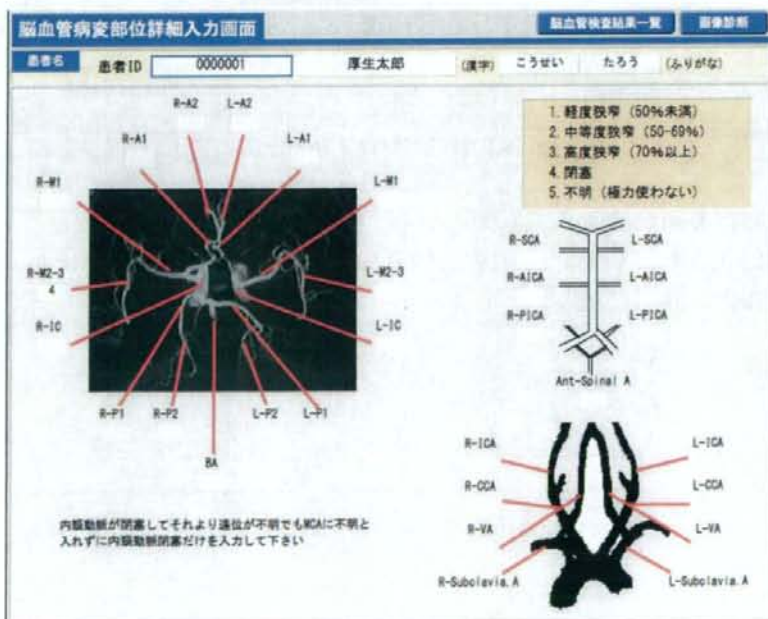 脳血管病変部位詳細入力画面
脳血管検査結果一覧
画像診断
患者名 患者ID 0000001 厚生太郎 (漢字) こうせい たろう (ふりがな)
R-A2 L-A2
R-A1 L-A1
R-M1 L-M1
R-M2-3 L-M2-3
4
R-IC L-IC
R-P1 R-P2 L-P2 L-P1
BA
内頸動脈が閉塞してそれより遠位が不明でもMCAに不明と
入れずに内頸動脈閉塞だけを入力して下さい
1. 軽度狭窄 (50%未満)
2. 中等度狭窄 (50-69%)
3. 高度狭窄 (70%以上)
4. 閉塞
5. 不明 (極力使わない)
R-SCA L-SCA
R-AICA L-AICA
R-PICA L-PICA
Ant-Spinal A
R-ICA L-ICA
R-CCA L-CCA
R-VA L-VA
R-Subclavia.A L-Subclavia.A